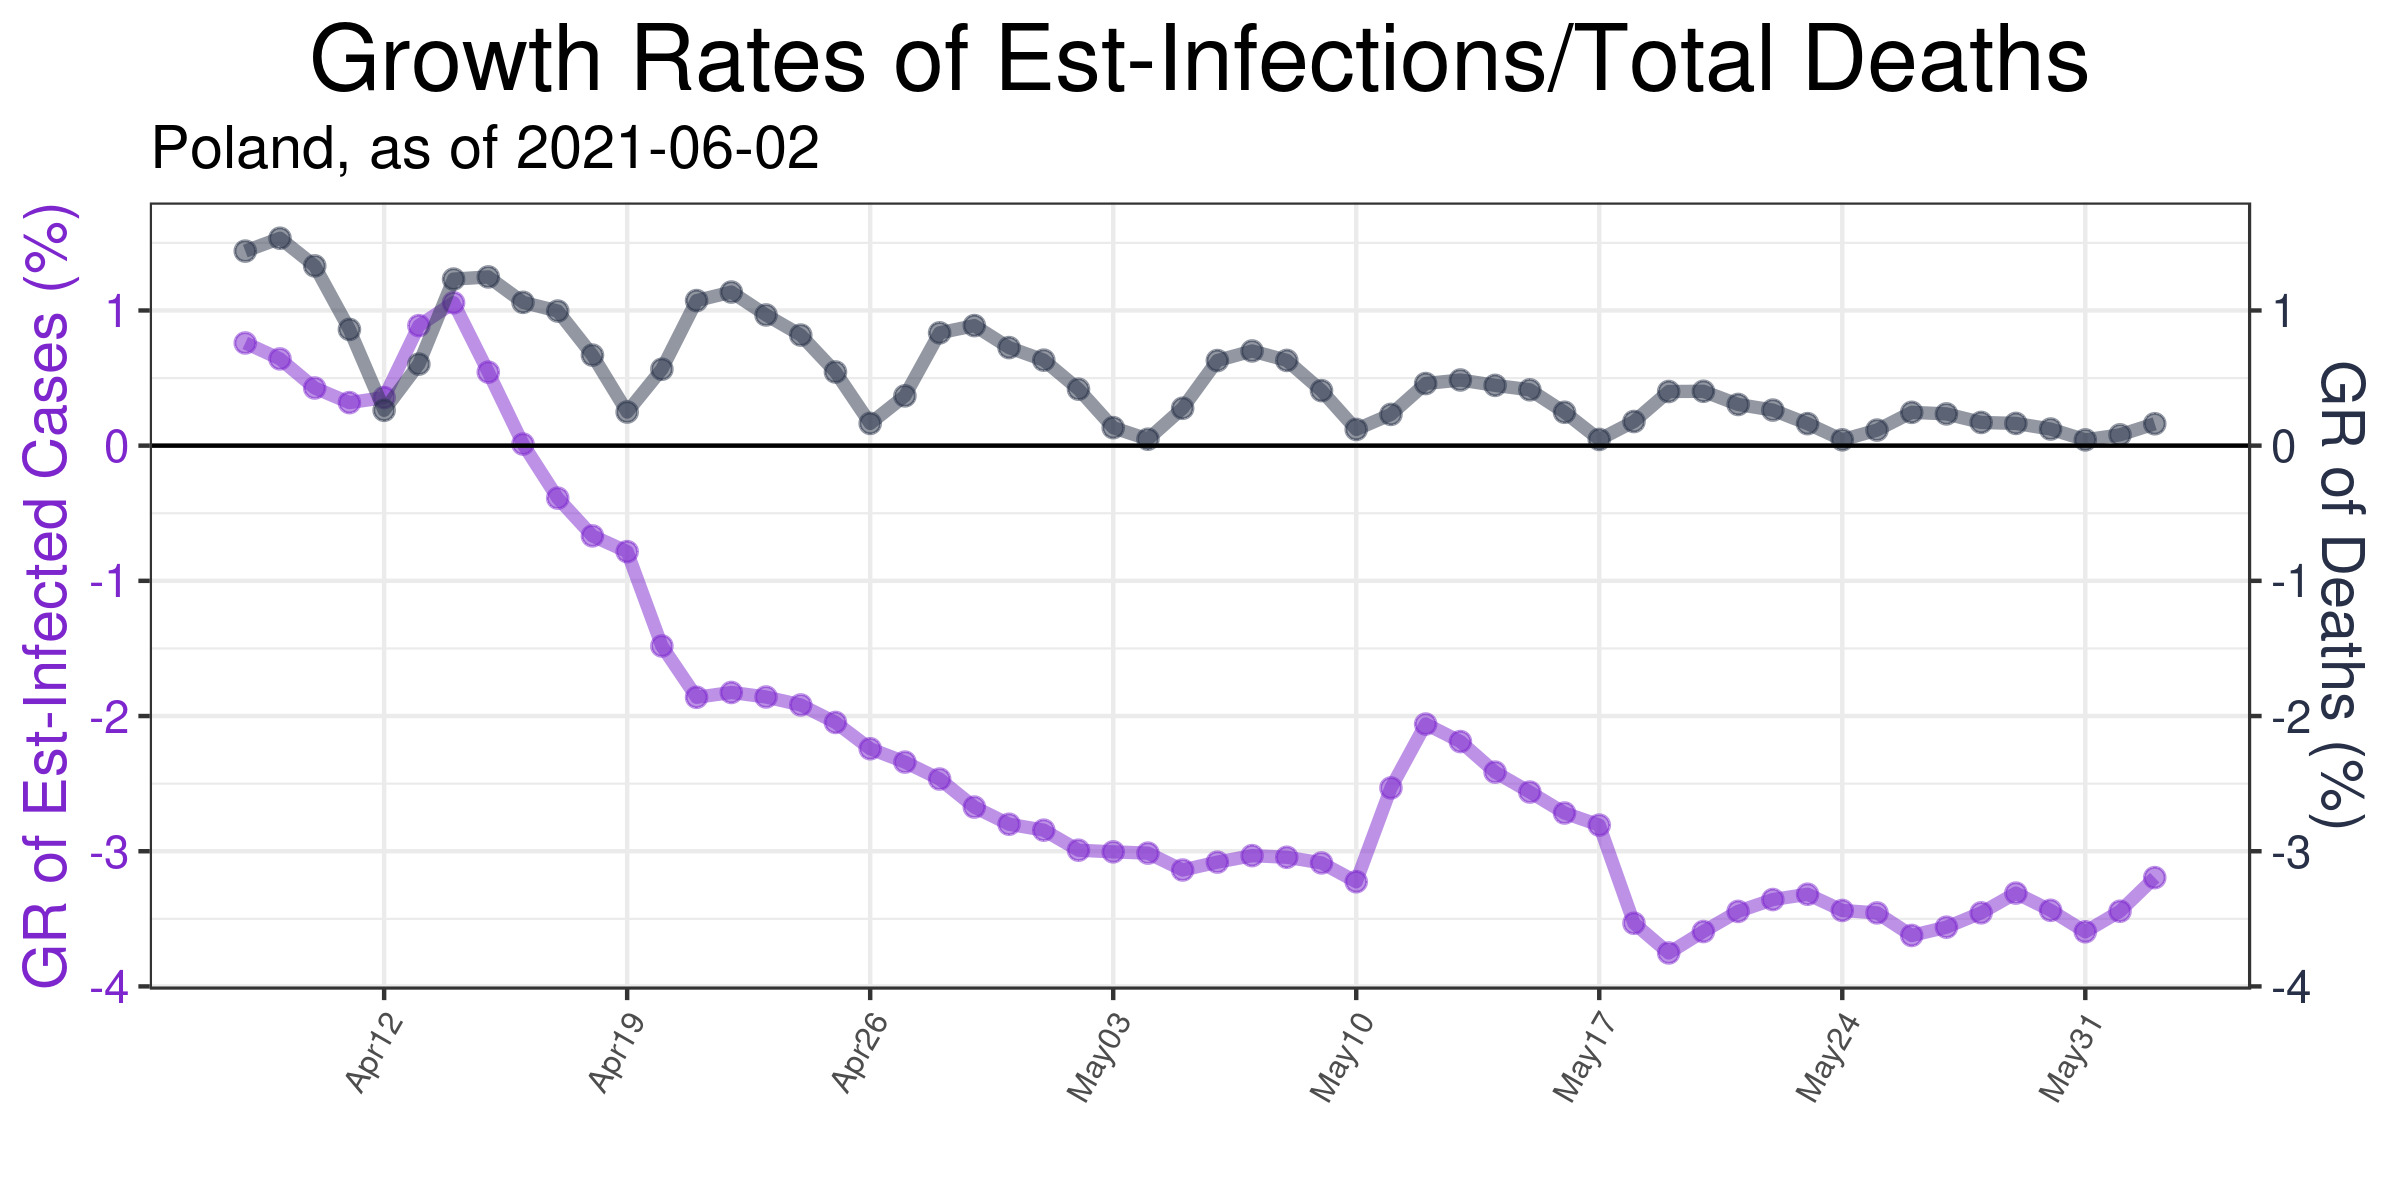 Growth Rates of Est-Infections/Total Deaths
Poland, as of 2021-06-02
GR of Est-Infected Cases (%)
1
0
-1
-2
-3
-4
1
0
-1
-2
-3
-4
GR of Deaths (%)
Apr12
Apr19
Apr26
May03
May10
May17
May24
May31